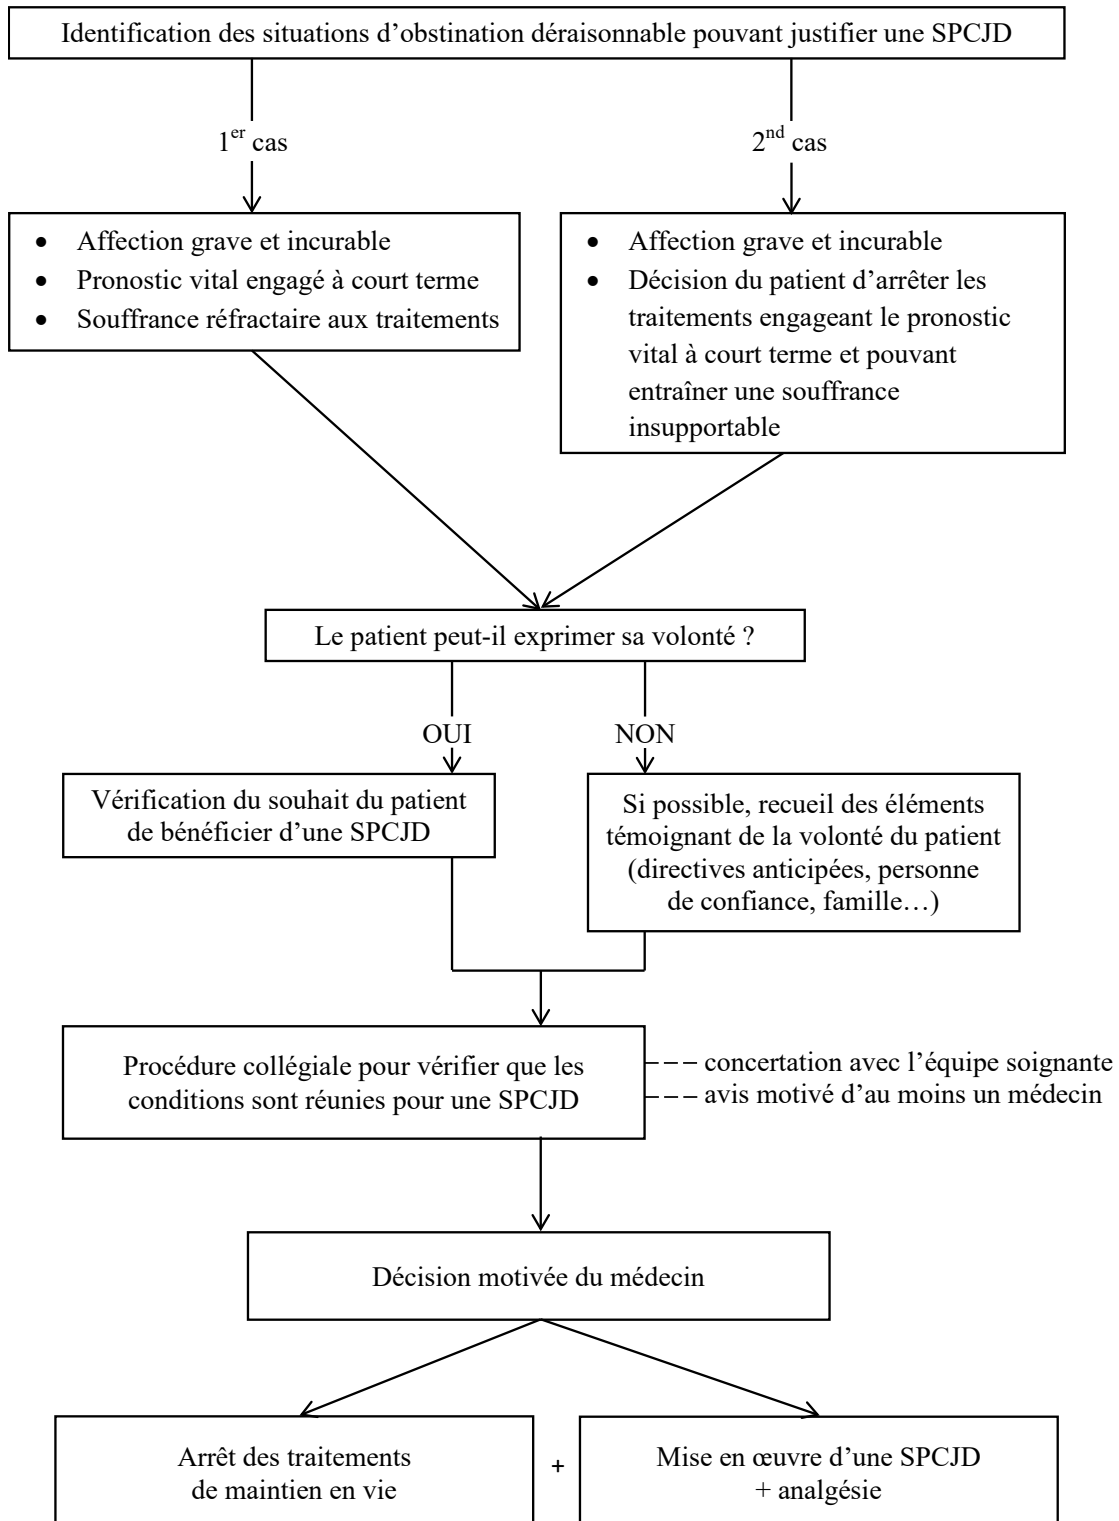 Identification des situations d’obstination déraisonnable pouvant justifier une SPCJD
1er cas
2nd cas
• Affection grave et incurable
• Pronostic vital engagé à court terme
• Souffrance réfractaire aux traitements
• Affection grave et incurable
• Décision du patient d’arrêter les
traitements engageant le pronostic
vital à court terme et pouvant
entraîner une souffrance
insupportable
Le patient peut-il exprimer sa volonté ?
OUI
NON
Vérification du souhait du patient
de bénéficier d’une SPCJD
Si possible, recueil des éléments
témoignant de la volonté du patient
(directives anticipées, personne
de confiance, famille…)
Procédure collégiale pour vérifier que les
conditions sont réunies pour une SPCJD
concertation avec l’équipe soignante
avis motivé d’au moins un médecin
Décision motivée du médecin
Arrêt des traitements
de maintien en vie
+
Mise en œuvre d’une SPCJD
+ analgésie